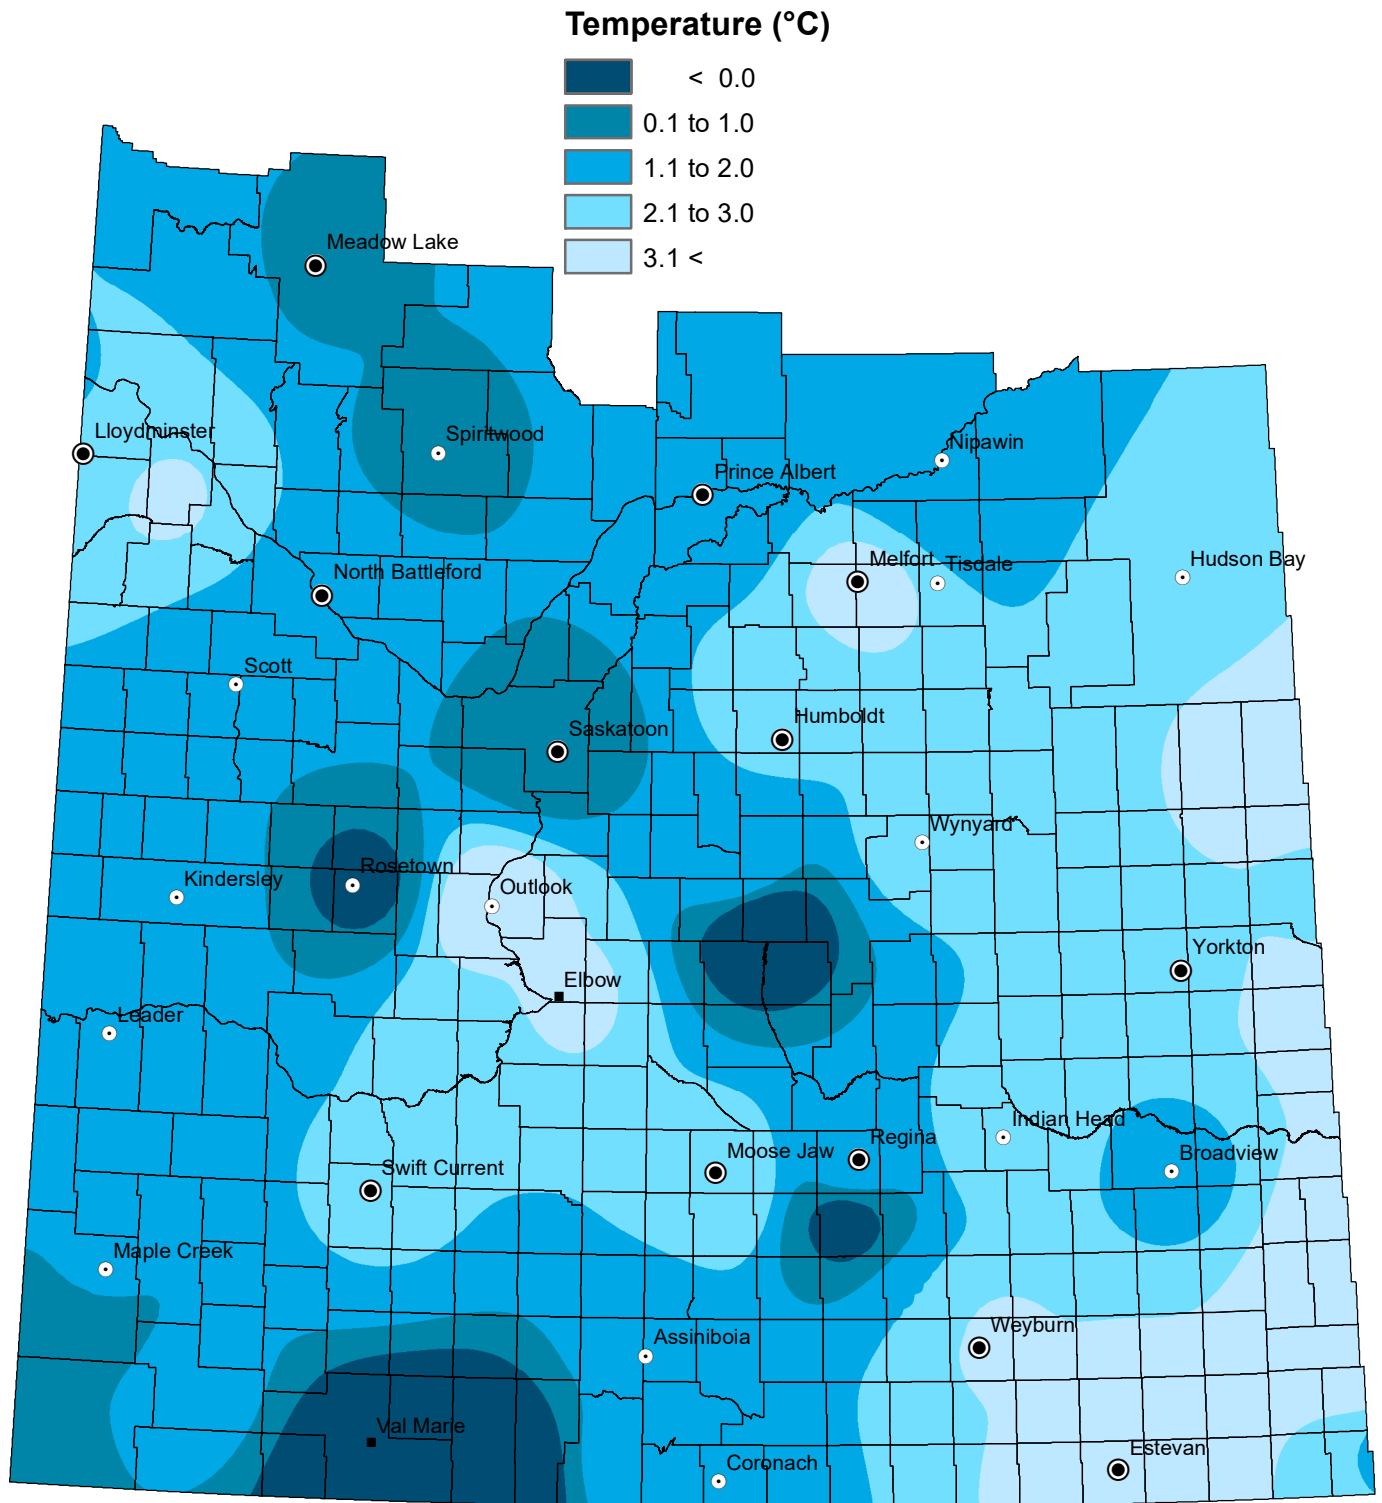 Temperature (°C)
< 0.0
0.1 to 1.0
1.1 to 2.0
2.1 to 3.0
3.1 <
Meadow Lake
Lloydminster
Spiritwood
Nipawin
Prince Albert
Melfort
Tisdale
Hudson Bay
North Battleford
Scott
Humboldt
Saskatoon
Wynyard
Rosetown
Kindersley
Outlook
Yorkton
Elbow
Leader
Indian Head
Regina
Moose Jaw
Broadview
Swift Current
Maple Creek
Weyburn
Assiniboia
Val Marie
Estevan
Coronach